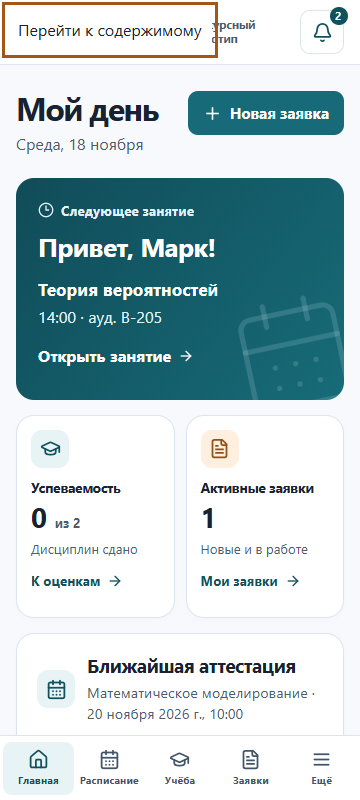 Перейти к содержимому
2
Мой день
Новая заявка
Среда, 18 ноября
Следующее занятие
Привет, Марк!
Теория вероятностей
14:00 · ауд. В-205
Открыть занятие →
Успеваемость
0 из 2
Дисциплин сдано
К оценкам →
Активные заявки
1
Новые и в работе
Мои заявки →
Ближайшая аттестация
Математическое моделирование ·
20 ноября 2026 г., 10:00
Главная
Расписание
Учёба
Заявки
Ещё